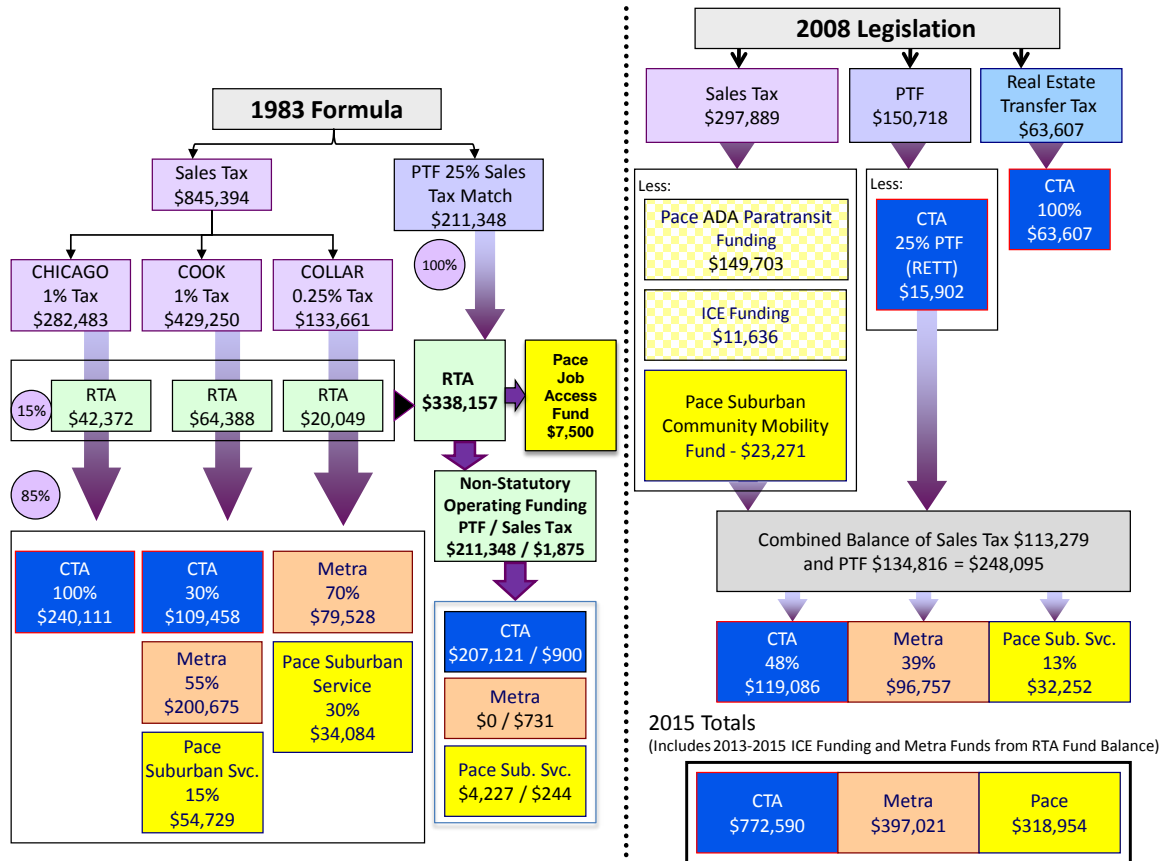 1983 Formula
Sales Tax
$845,394
PTF 25% Sales
Tax Match
$211,348
100%
CHICAGO
1% Tax
$282,483
COOK
1% Tax
$429,250
COLLAR
0.25% Tax
$133,661
15%
RTA
$42,372
RTA
$64,388
RTA
$20,049
RTA
$338,157
Pace
Job
Access
Fund
$7,500
85%
Non-Statutory
Operating Funding
PTF / Sales Tax
$211,348 / $1,875
CTA
100%
$240,111
CTA
30%
$109,458
Metra
55%
$200,675
Pace
Suburban Svc.
15%
$54,729
Metra
70%
$79,528
Pace Suburban
Service
30%
$34,084
CTA
$207,121 / $900
Metra
$0 / $731
Pace Sub. Svc.
$4,227 / $244
2008 Legislation
Sales Tax
$297,889
PTF
$150,718
Real Estate
Transfer Tax
$63,607
Less:
Pace ADA Paratransit
Funding
$149,703
ICE Funding
$11,636
Pace Suburban
Community Mobility
Fund - $23,271
Less:
CTA
25% PTF
(RETT)
$15,902
CTA
100%
$63,607
Combined Balance of Sales Tax $113,279
and PTF $134,816 = $248,095
CTA
48%
$119,086
Metra
39%
$96,757
Pace Sub. Svc.
13%
$32,252
2015 Totals
(Includes 2013-2015 ICE Funding and Metra Funds from RTA Fund Balance)
CTA
$772,590
Metra
$397,021
Pace
$318,954